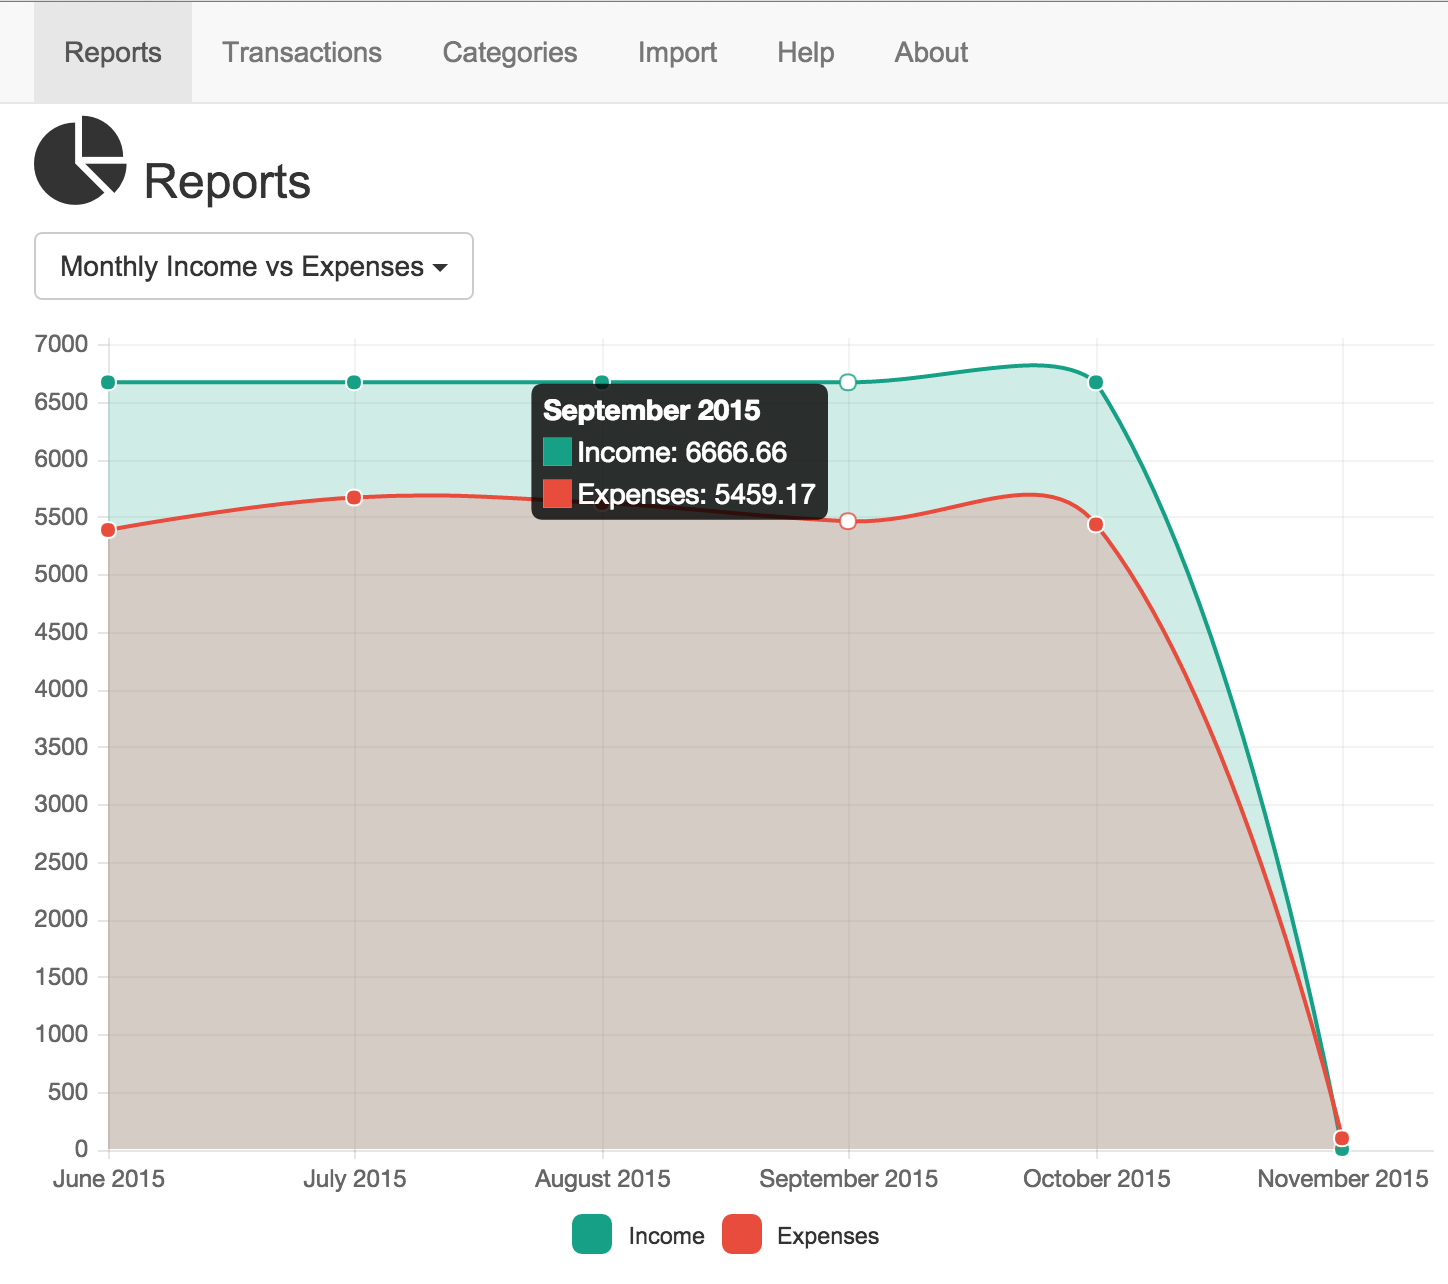 Reports Transactions Categories Import Help About
Reports
Monthly Income vs Expenses
7000
6500
6000
5500
5000
4500
4000
3500
3000
2500
2000
1500
1000
500
0
September 2015
Income: 6666.66
Expenses: 5459.17
June 2015 July 2015 August 2015 September 2015 October 2015 November 2015
Income Expenses